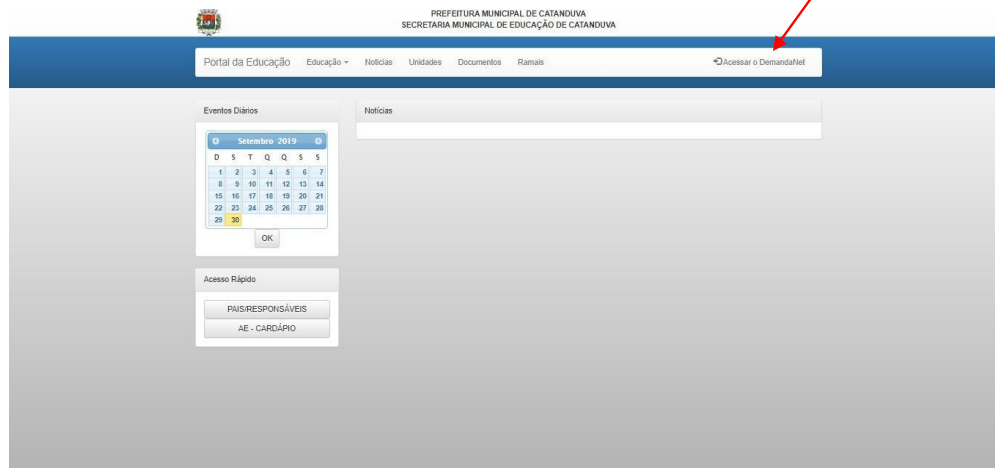 PREFEITURA MUNICIPAL DE CATANDUVA
SECRETARIA MUNICIPAL DE EDUCAÇÃO DE CATANDUVA
Portal da Educação Educação Notícias Unidades Documentos Ramais Acessar o DemandaNet
Eventos Diários
Setembro 2019
D S T Q Q S S
1 2 3 4 5 6 7
8 9 10 11 12 13 14
15 16 17 18 19 20 21
22 23 24 25 26 27 28
29 30
OK
Notícias
Acesso Rápido
PAIS/RESPONSÁVEIS
AE - CARDÁPIO